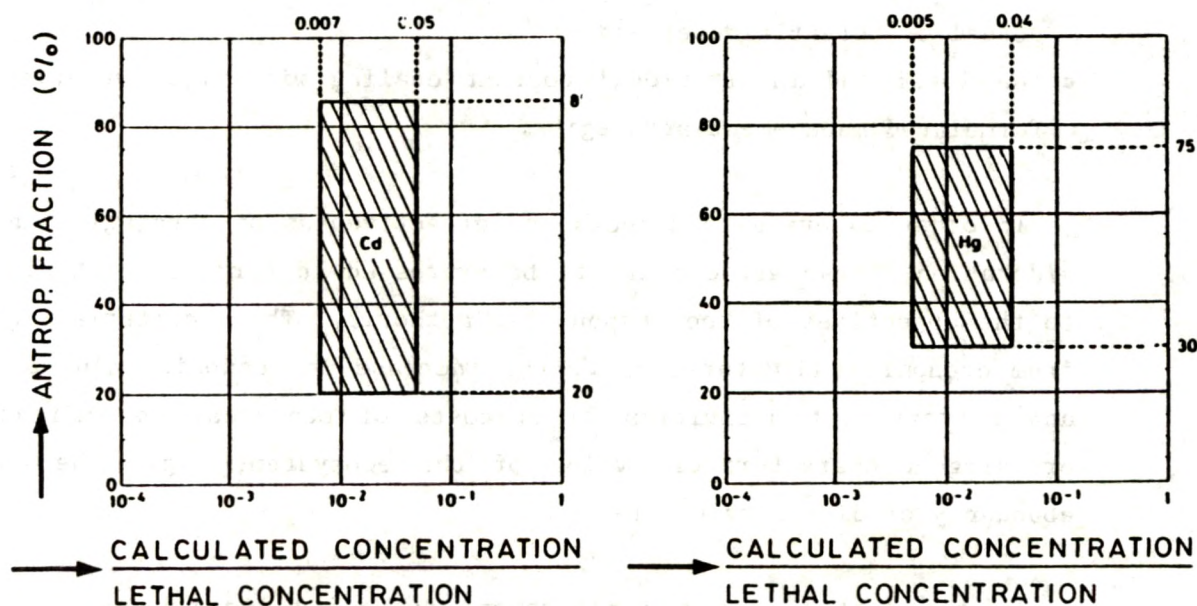 0.007 0.05
100
80
60
40
20
0
ANTROP. FRACTION (%)
Cd
20
10⁻⁴ 10⁻³ 10⁻² 10⁻¹ 1
CALCULATED CONCENTRATION
LETHAL CONCENTRATION
0.005 0.04
100
80
60
40
20
0
Hg
75
30
10⁻⁴ 10⁻³ 10⁻² 10⁻¹ 1
CALCULATED CONCENTRATION
LETHAL CONCENTRATION